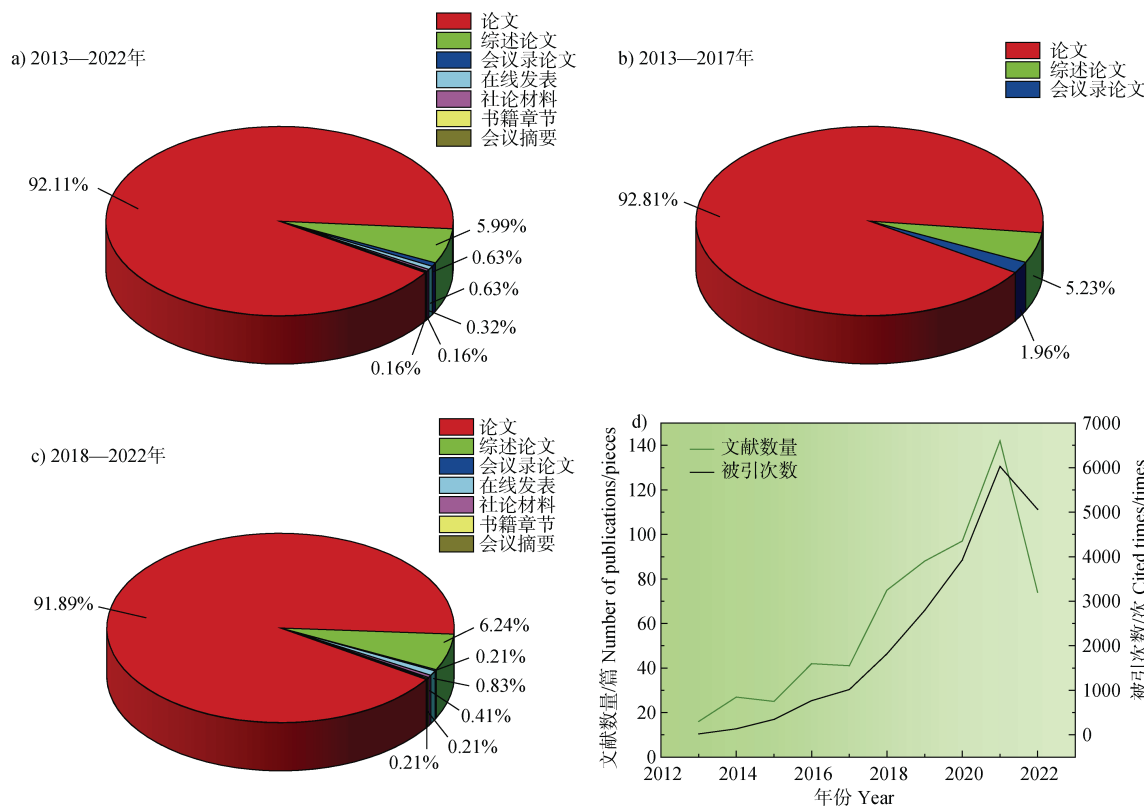 a) 2013—2022年
论文
综述论文
会议录论文
在线发表
社论材料
书籍章节
会议摘要
92.11%
5.99%
0.63%
0.63%
0.32%
0.16%
0.16%
b) 2013—2017年
论文
综述论文
会议录论文
92.81%
5.23%
1.96%
c) 2018—2022年
论文
综述论文
会议录论文
在线发表
社论材料
书籍章节
会议摘要
91.89%
6.24%
0.21%
0.83%
0.41%
0.21%
0.21%
d)
文献数量
被引次数
文献数量/篇 Number of publications/pieces
140
120
100
80
60
40
20
0
7000
6000
5000
4000
3000
2000
1000
0
被引次数/次 Cited times/times
2012 2014 2016 2018 2020 2022
年份 Year